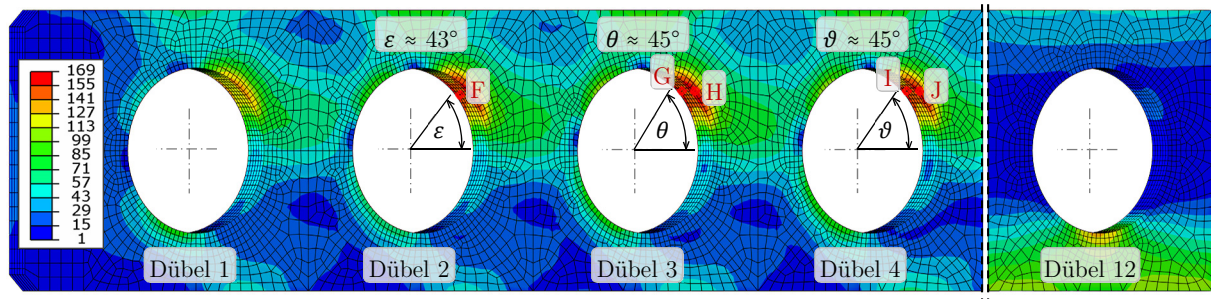 ε ≈ 43°
θ ≈ 45°
ϑ ≈ 45°
169
155
141
127
113
99
85
71
57
43
29
15
1
F
G
H
I
J
ε
θ
ϑ
Dübel 1
Dübel 2
Dübel 3
Dübel 4
Dübel 12